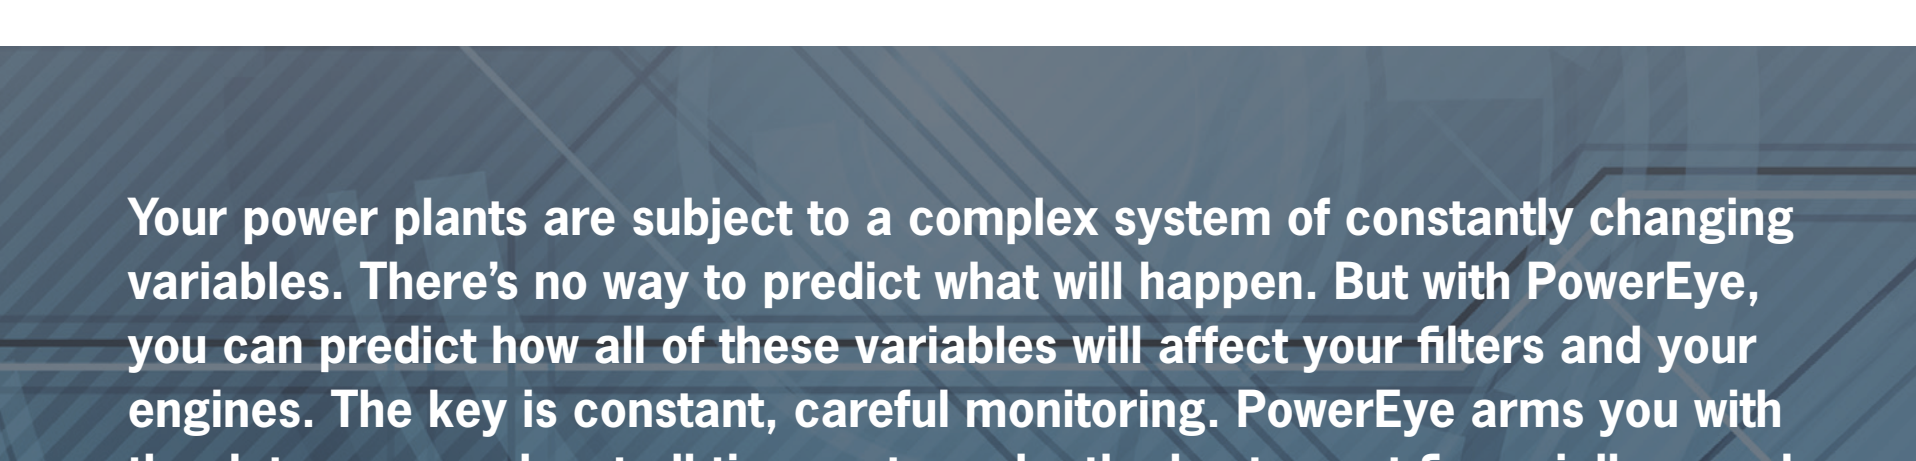 Your power plants are subject to a complex system of constantly changing
variables. There’s no way to predict what will happen. But with PowerEye,
you can predict how all of these variables will affect your filters and your
engines. The key is constant, careful monitoring. PowerEye arms you with